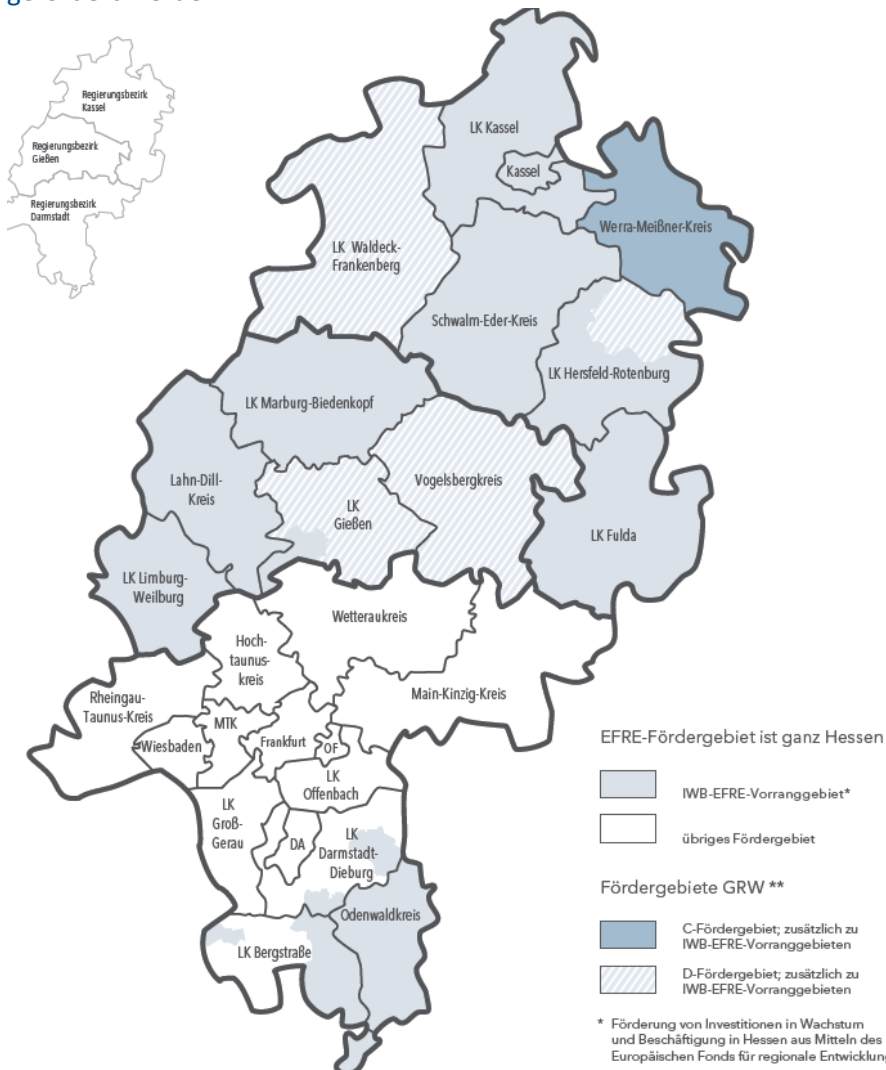 Regierungsbezirk
Kassel
Regierungsbezirk
Gießen
Regierungsbezirk
Darmstadt
LK Kassel
Kassel
Werra-Meißner-Kreis
LK Waldeck-
Frankenberg
Schwalm-Eder-Kreis
LK Hersfeld-Rotenburg
LK Marburg-Biedenkopf
Lahn-Dill-
Kreis
Vogelsbergkreis
LK
Gießen
LK Fulda
LK Limburg-
Weilburg
Wetteraukreis
Hoch-
taunus-
kreis
Main-Kinzig-Kreis
Rheingau-
Taunus-Kreis
MTK
Wiesbaden
Frankfurt
OF
LK
Offenbach
LK
Groß-
Gerau
DA
LK
Darmstadt-
Dieburg
Odenwaldkreis
LK Bergstraße
EFRE-Fördergebiet ist ganz Hessen
IWB-EFRE-Vorranggebiet*
übriges Fördergebiet
Fördergebiete GRW **
C-Fördergebiet; zusätzlich zu
IWB-EFRE-Vorranggebieten
D-Fördergebiet; zusätzlich zu
IWB-EFRE-Vorranggebieten
* Förderung von Investitionen in Wachstum
und Beschäftigung in Hessen aus Mitteln des
Europäischen Fonds für regionale